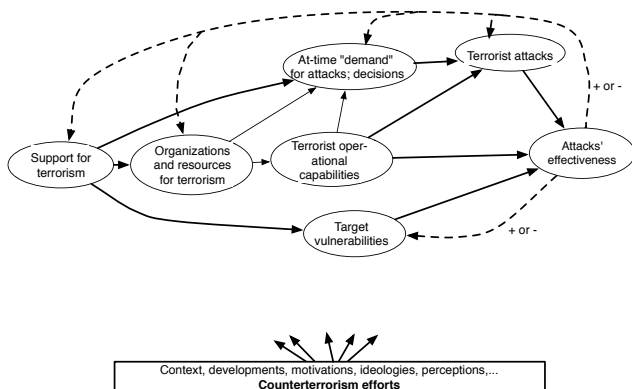 At-time "demand"
for attacks; decisions
Terrorist attacks
+ or -
Support for
terrorism
Organizations
and resources
for terrorism
Terrorist oper-
ational
capabilities
Attacks'
effectiveness
Target
vulnerabilities
+ or -
Context, developments, motivations, ideologies, perceptions,...
Counterterrorism efforts